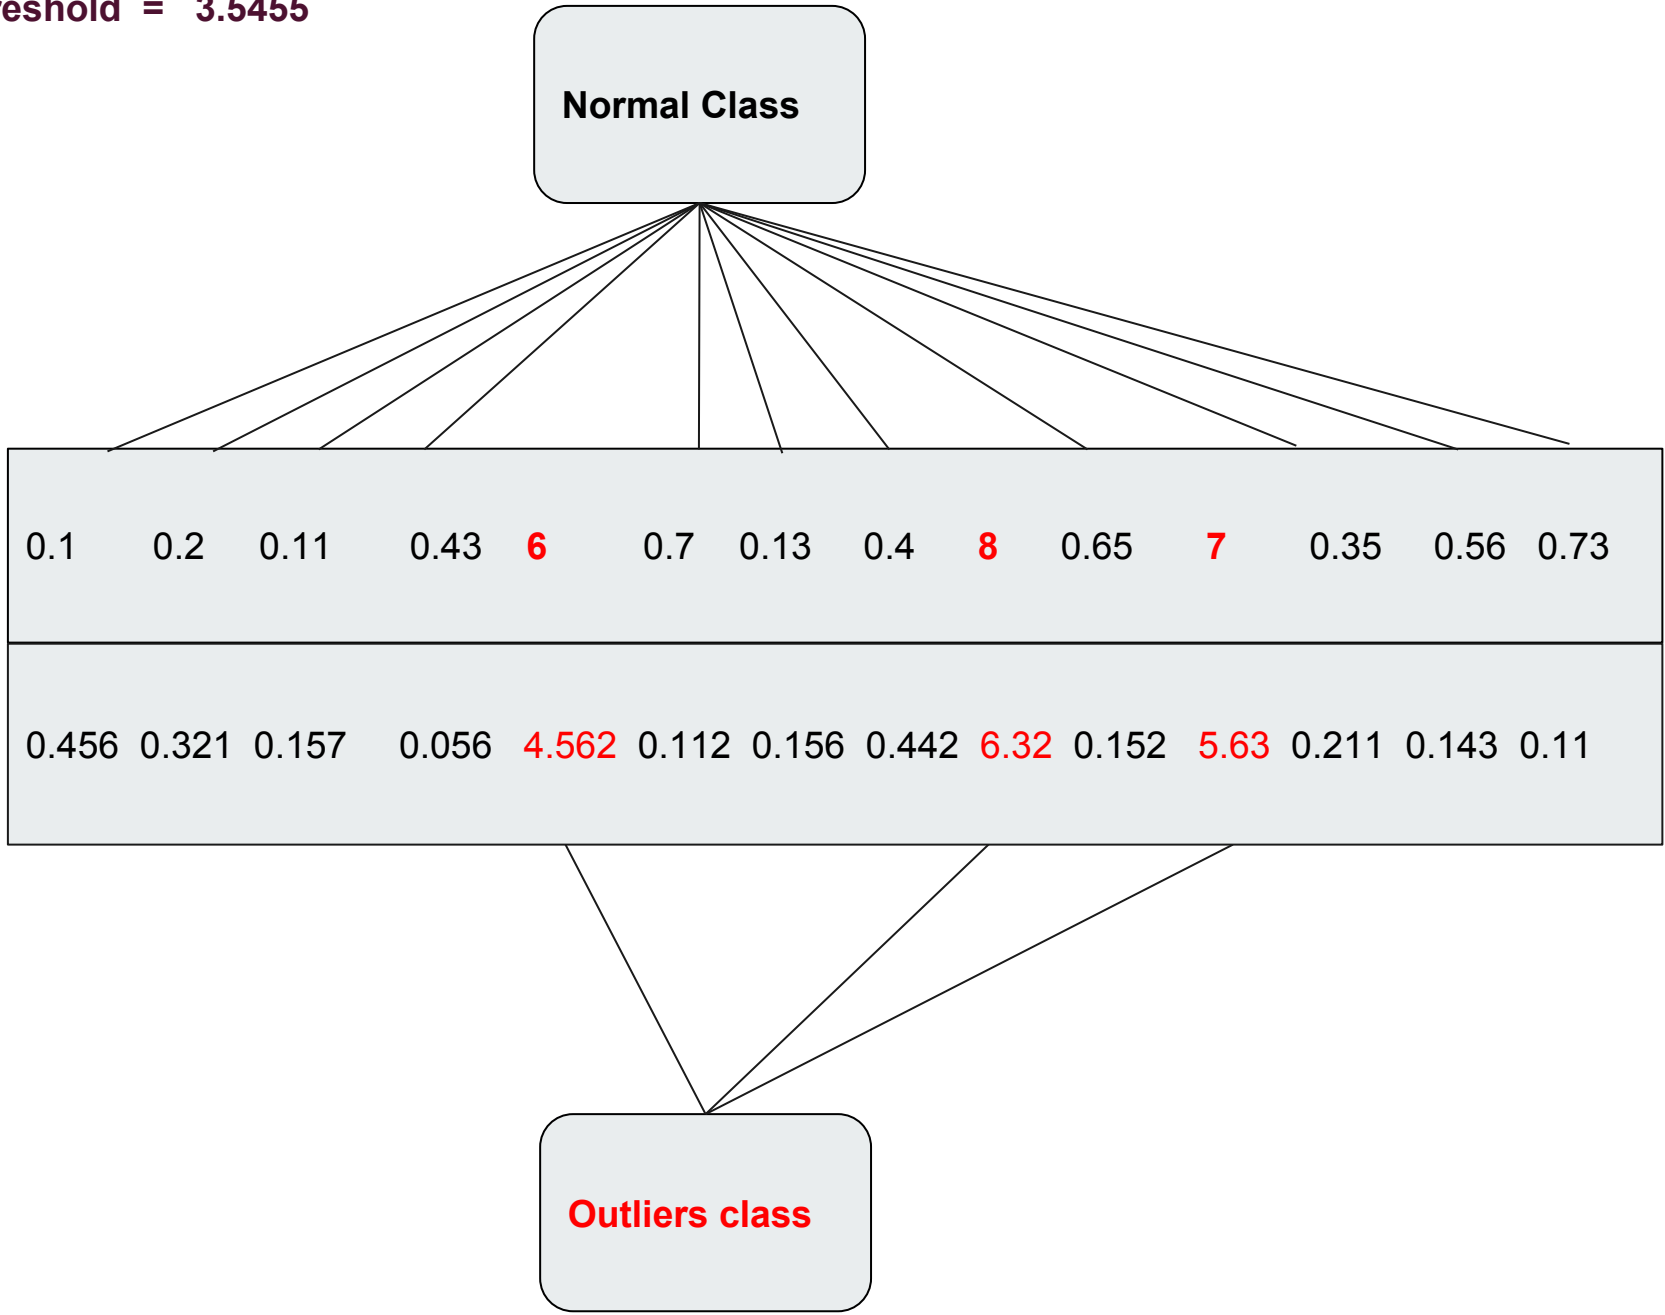 reshold = 3.5455
Normal Class
0.1 0.2 0.11 0.43 6 0.7 0.13 0.4 8 0.65 7 0.35 0.56 0.73
0.456 0.321 0.157 0.056 4.562 0.112 0.156 0.442 6.32 0.152 5.63 0.211 0.143 0.11
Outliers class